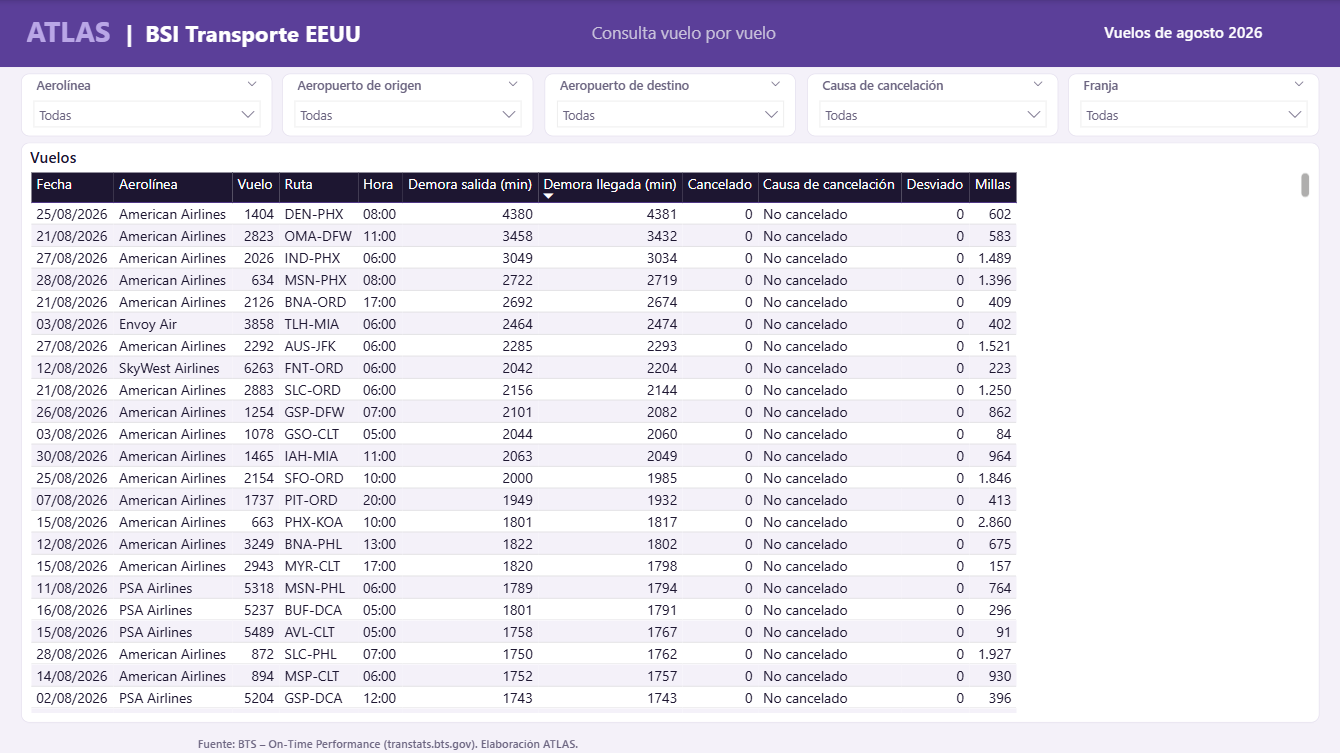 ATLAS | BSI Transporte EEUU Consulta vuelo por vuelo Vuelos de agosto 2026
Aerolínea Aeropuerto de origen Aeropuerto de destino Causa de cancelación Franja
Todas Todas Todas Todas Todas
Vuelos
Fecha Aerolínea Vuelo Ruta Hora Demora salida (min) Demora llegada (min) Cancelado Causa de cancelación Desviado Millas
25/08/2026 American Airlines 1404 DEN-PHX 08:00 4380 4381 0 No cancelado 0 602
21/08/2026 American Airlines 2823 OMA-DFW 11:00 3458 3432 0 No cancelado 0 583
27/08/2026 American Airlines 2026 IND-PHX 06:00 3049 3034 0 No cancelado 0 1.489
28/08/2026 American Airlines 634 MSN-PHX 08:00 2722 2719 0 No cancelado 0 1.396
21/08/2026 American Airlines 2126 BNA-ORD 17:00 2692 2674 0 No cancelado 0 409
03/08/2026 Envoy Air 3858 TLH-MIA 06:00 2464 2474 0 No cancelado 0 402
27/08/2026 American Airlines 2292 AUS-JFK 06:00 2285 2293 0 No cancelado 0 1.521
12/08/2026 SkyWest Airlines 6263 FNT-ORD 06:00 2042 2204 0 No cancelado 0 223
21/08/2026 American Airlines 2883 SLC-ORD 06:00 2156 2144 0 No cancelado 0 1.250
26/08/2026 American Airlines 1254 GSP-DFW 07:00 2101 2082 0 No cancelado 0 862
03/08/2026 American Airlines 1078 GSO-CLT 05:00 2044 2060 0 No cancelado 0 84
30/08/2026 American Airlines 1465 IAH-MIA 11:00 2063 2049 0 No cancelado 0 964
25/08/2026 American Airlines 2154 SFO-ORD 10:00 2000 1985 0 No cancelado 0 1.846
07/08/2026 American Airlines 1737 PIT-ORD 20:00 1949 1932 0 No cancelado 0 413
15/08/2026 American Airlines 663 PHX-KOA 10:00 1801 1817 0 No cancelado 0 2.860
12/08/2026 American Airlines 3249 BNA-PHL 13:00 1822 1802 0 No cancelado 0 675
15/08/2026 American Airlines 2943 MYR-CLT 17:00 1820 1798 0 No cancelado 0 157
11/08/2026 PSA Airlines 5318 MSN-PHL 06:00 1789 1794 0 No cancelado 0 764
16/08/2026 PSA Airlines 5237 BUF-DCA 05:00 1801 1791 0 No cancelado 0 296
15/08/2026 PSA Airlines 5489 AVL-CLT 05:00 1758 1767 0 No cancelado 0 91
28/08/2026 American Airlines 872 SLC-PHL 07:00 1750 1762 0 No cancelado 0 1.927
14/08/2026 American Airlines 894 MSP-CLT 06:00 1752 1757 0 No cancelado 0 930
02/08/2026 PSA Airlines 5204 GSP-DCA 12:00 1743 1743 0 No cancelado 0 396
Fuente: BTS – On-Time Performance (transtats.bts.gov). Elaboración ATLAS.